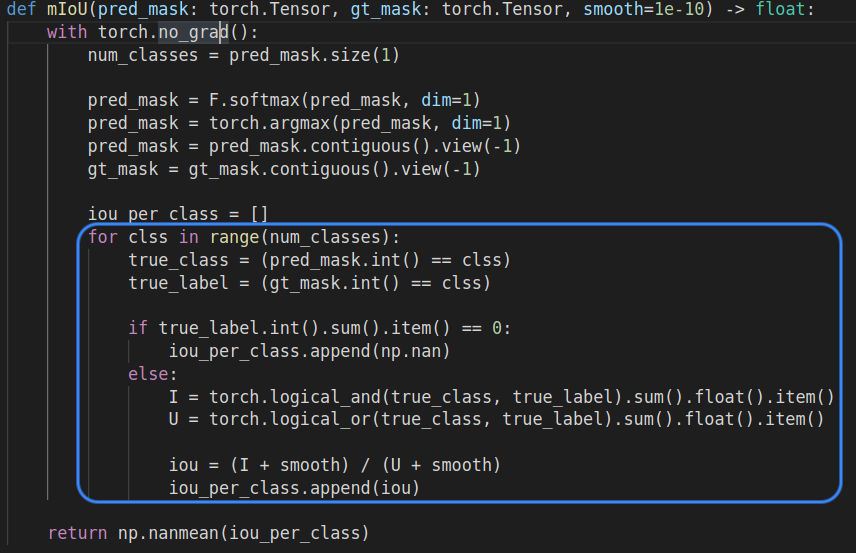 def mIoU(pred_mask: torch.Tensor, gt_mask: torch.Tensor, smooth=1e-10) -> float:
    with torch.no_grad():
        num_classes = pred_mask.size(1)

        pred_mask = F.softmax(pred_mask, dim=1)
        pred_mask = torch.argmax(pred_mask, dim=1)
        pred_mask = pred_mask.contiguous().view(-1)
        gt_mask = gt_mask.contiguous().view(-1)

        iou_per_class = []
        for clss in range(num_classes):
            true_class = (pred_mask.int() == clss)
            true_label = (gt_mask.int() == clss)

            if true_label.int().sum().item() == 0:
                iou_per_class.append(np.nan)
            else:
                I = torch.logical_and(true_class, true_label).sum().float().item()
                U = torch.logical_or(true_class, true_label).sum().float().item()

                iou = (I + smooth) / (U + smooth)
                iou_per_class.append(iou)

    return np.nanmean(iou_per_class)